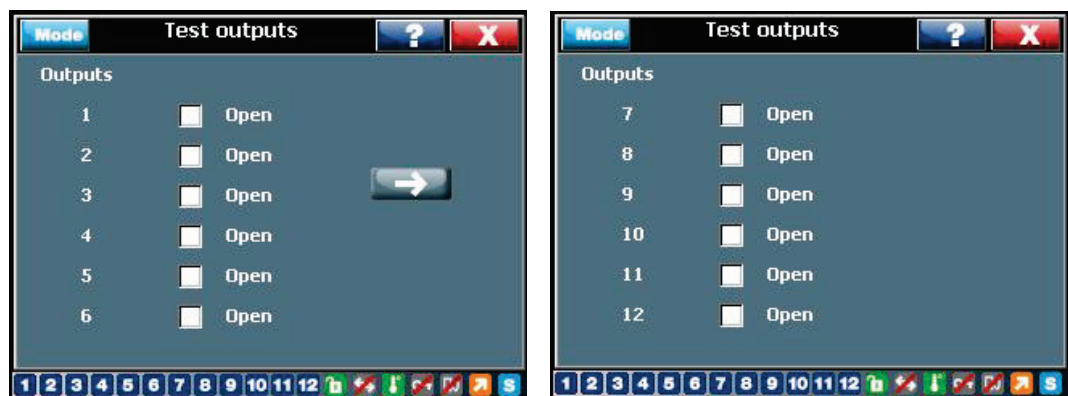 Mode Test outputs ? X
Outputs
1 Open
2 Open
3 Open
4 Open
5 Open
6 Open
1 2 3 4 5 6 7 8 9 10 11 12 S
Mode Test outputs ? X
Outputs
7 Open
8 Open
9 Open
10 Open
11 Open
12 Open
1 2 3 4 5 6 7 8 9 10 11 12 S